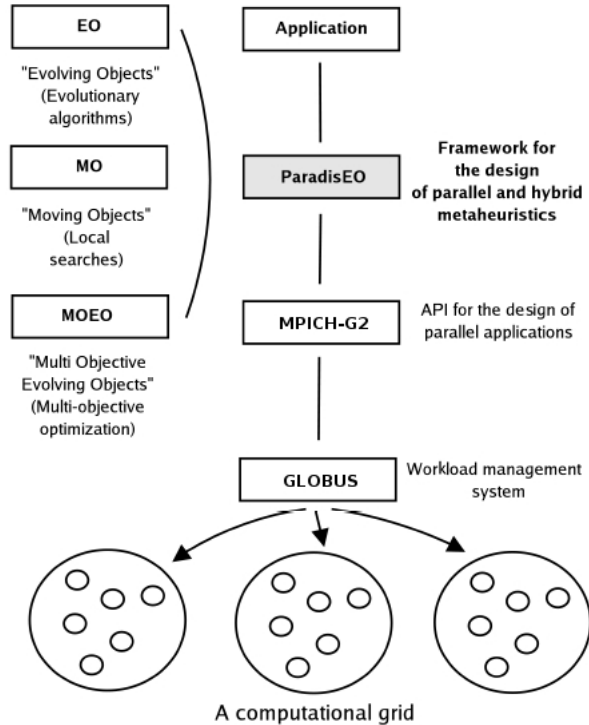 EO
"Evolving Objects"
(Evolutionary
algorithms)
MO
"Moving Objects"
(Local
searches)
MOEO
"Multi Objective
Evolving Objects"
(Multi-objective
optimization)
Application
ParadisEO
Framework for
the design
of parallel and hybrid
metaheuristics
MPICH-G2
API for the design of
parallel applications
GLOBUS
Workload management
system
A computational grid